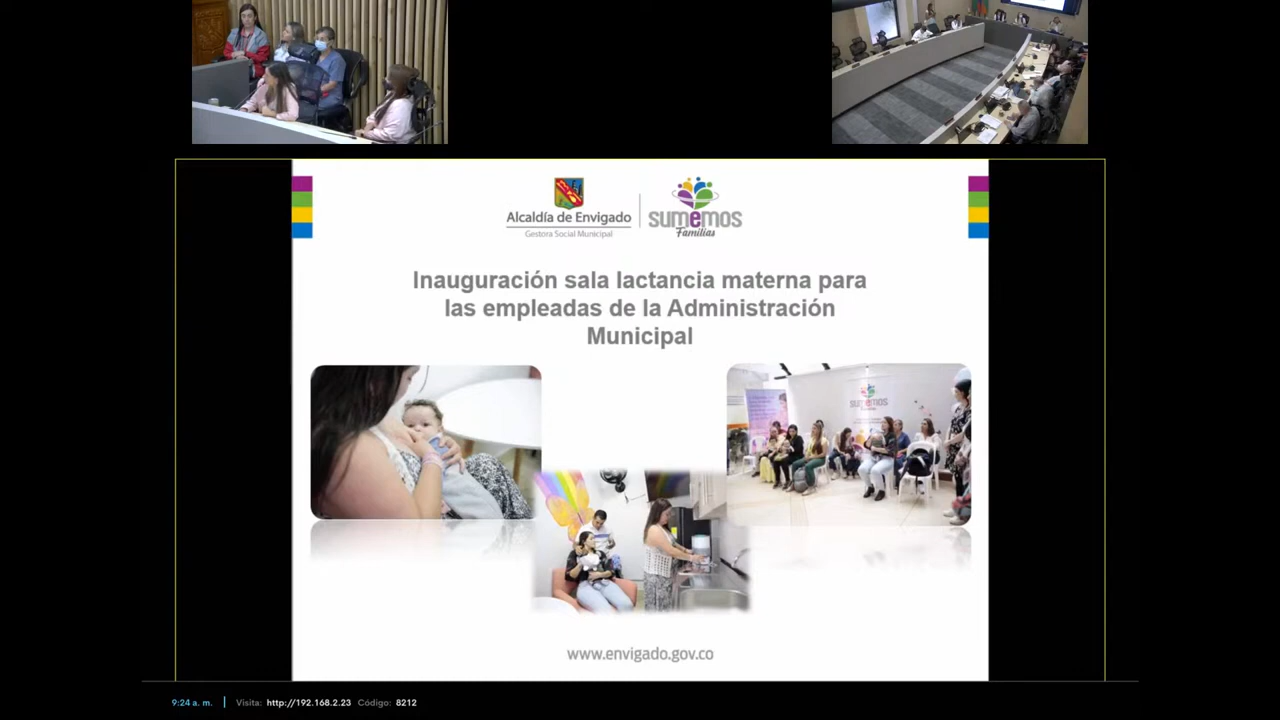 Alcaldía de Envigado
Gestora Social Municipal
sumemos
Familias
Inauguración sala lactancia materna para
las empleadas de la Administración
Municipal
sumemos
www.envigado.gov.co
9:24 a. m. | Visita: http://192.168.2.23 Código: 8212